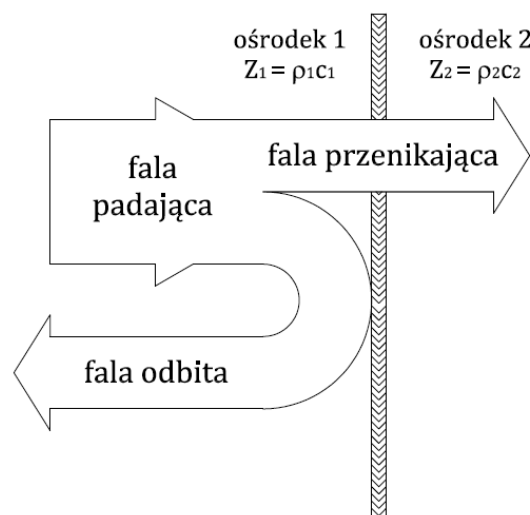 ośrodek 1
Z₁ = ρ₁c₁
ośrodek 2
Z₂ = ρ₂c₂
fala
padająca
fala przenikająca
fala odbita